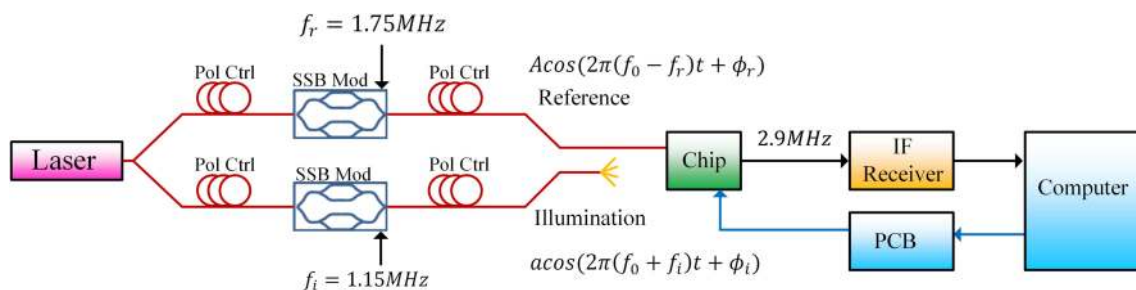 f_r = 1.75MHz
Pol Ctrl
SSB Mod
Pol Ctrl
Acos(2π(f_0 − f_r)t + ϕ_r)
Reference
Laser
Chip
2.9MHz
IF
Receiver
Computer
Pol Ctrl
SSB Mod
Pol Ctrl
Illumination
PCB
f_i = 1.15MHz
acos(2π(f_0 + f_i)t + ϕ_i)